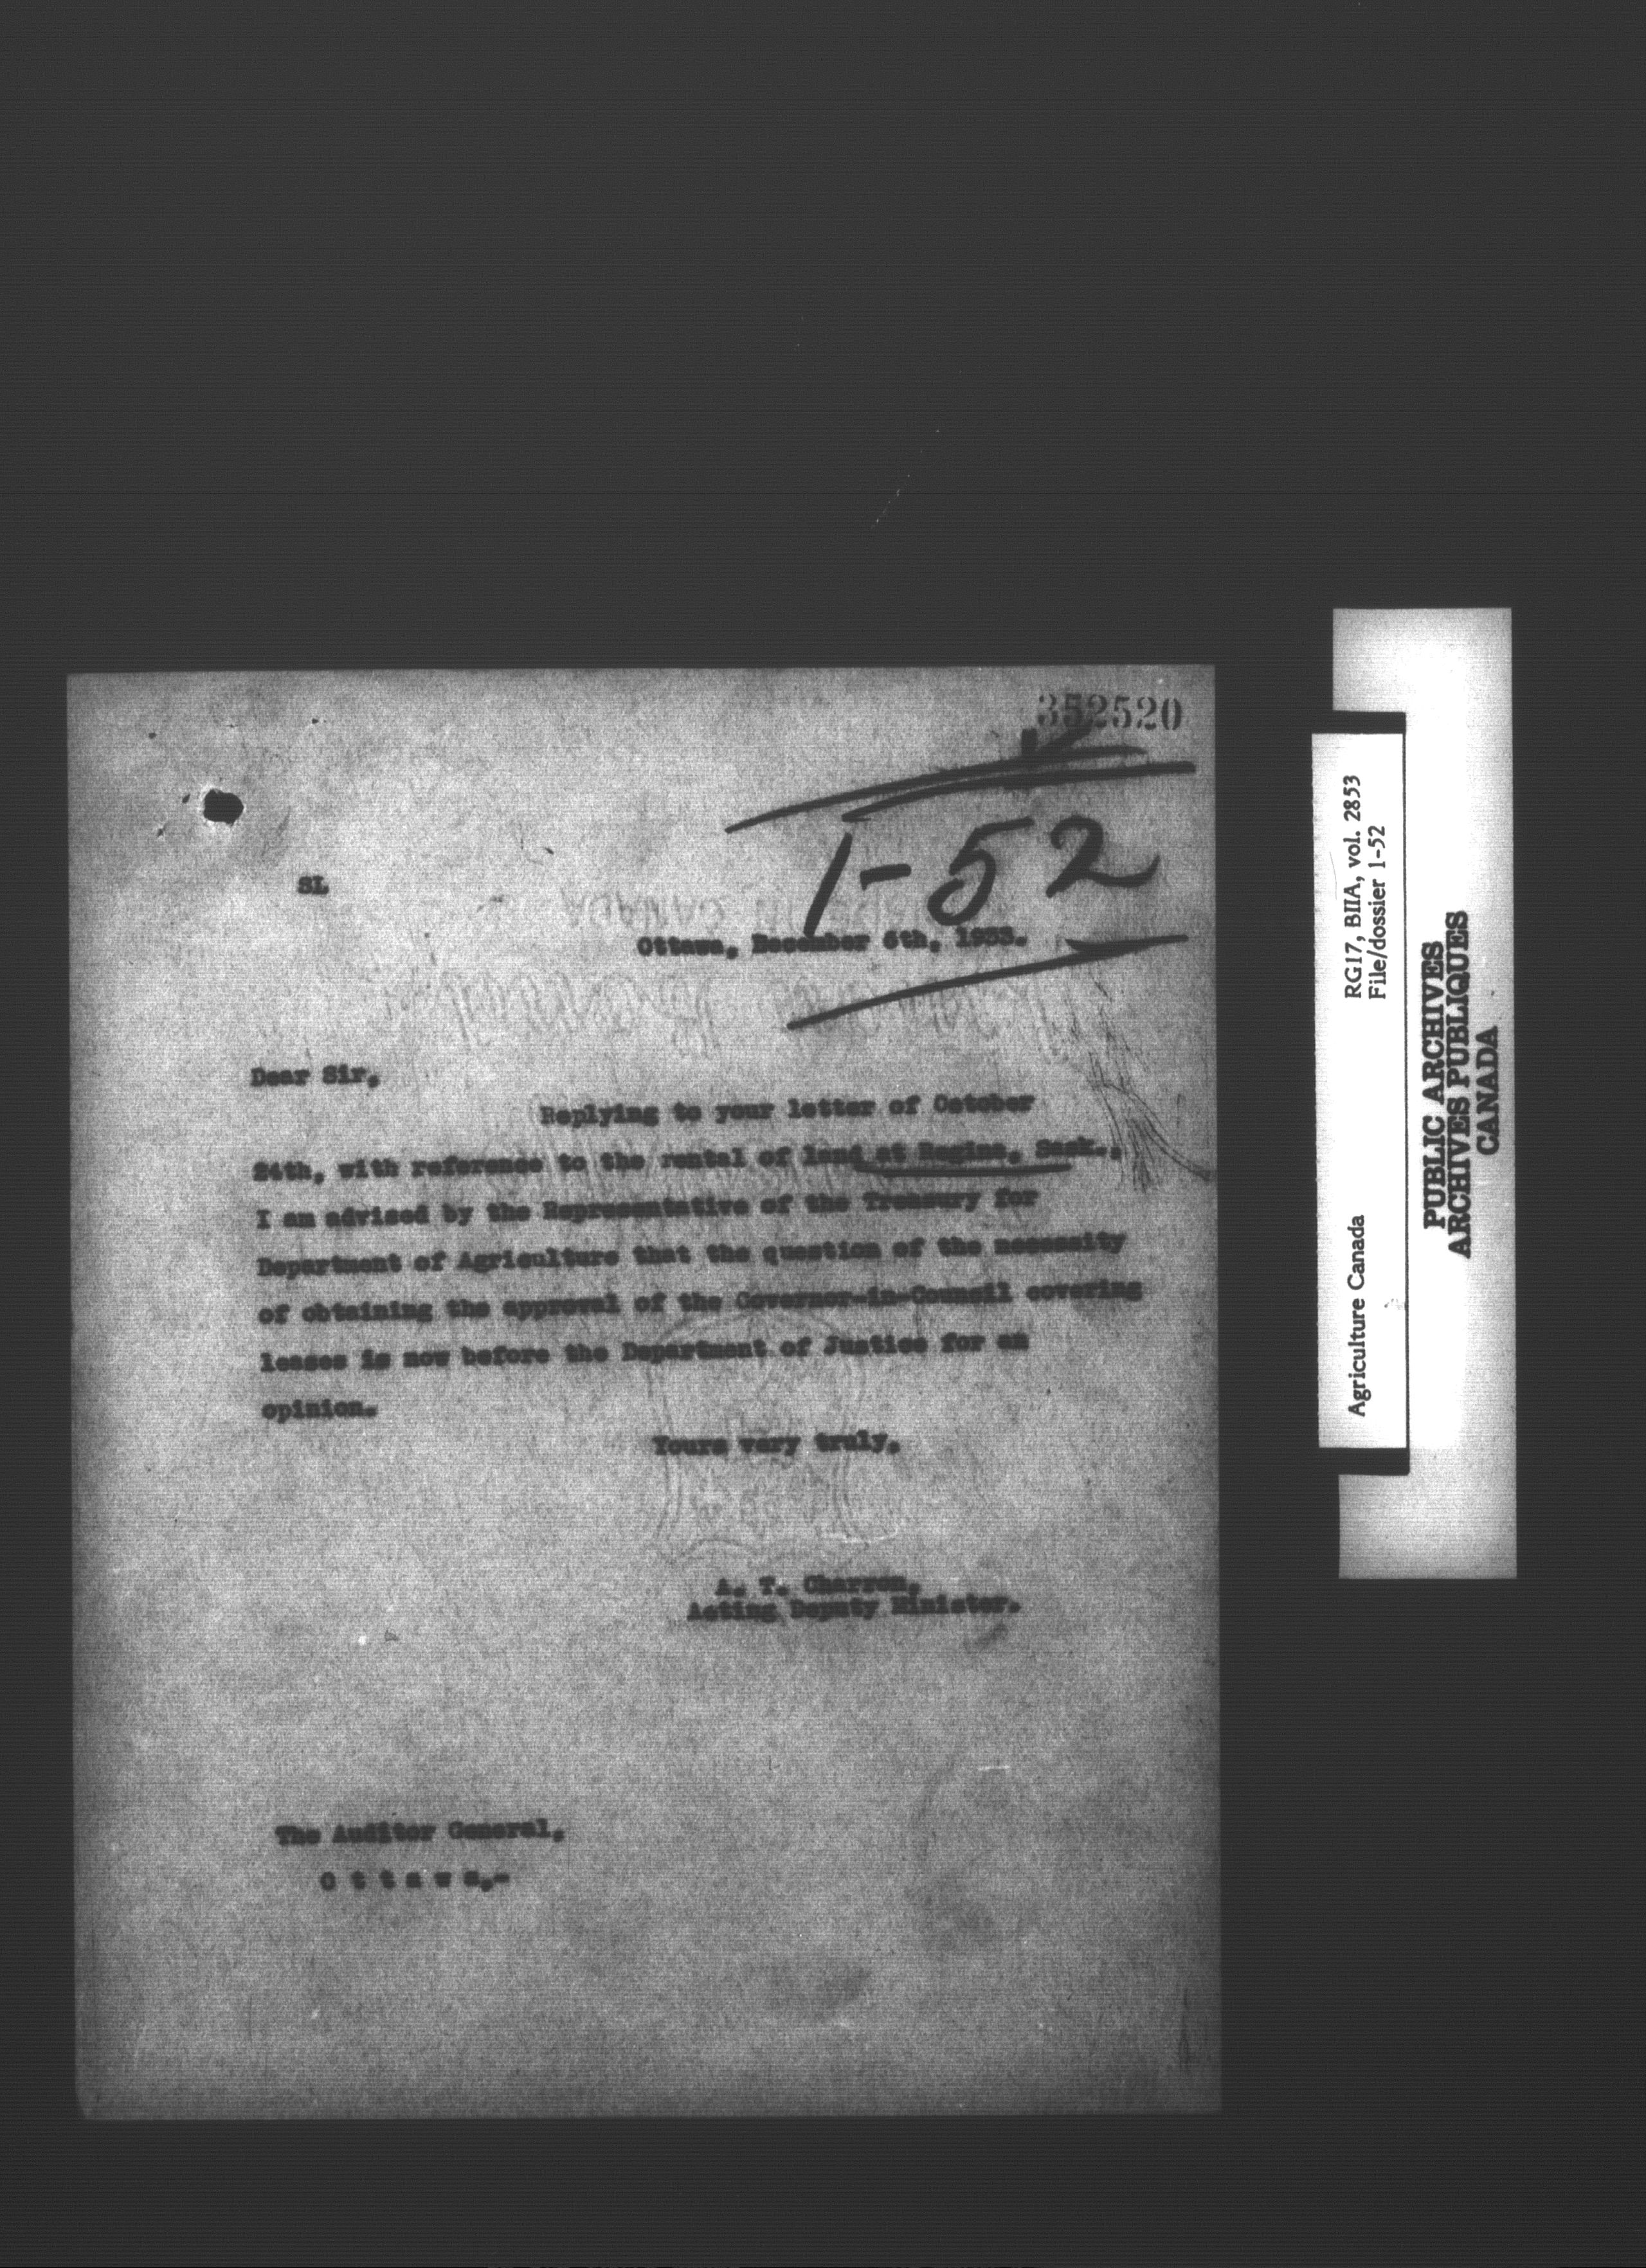 352520
1-52
SL
Ottawa, December 6th, 1933.
Dear Sir,
Replying to your letter of October
24th, with reference to the rental of land at Regina, Sask.,
I am advised by the Representative of the Treasury for
Department of Agriculture that the question of the necessity
of obtaining the approval of the Governor-in-Council covering
leases is now before the Department of Justice for an
opinion.
Yours very truly,
A. T. Charron,
Acting Deputy Minister.
The Auditor General,
O t t a w a.-
Agriculture Canada
RG17, BIIA, vol. 2853
File/dossier 1-52
PUBLIC ARCHIVES
ARCHIVES PUBLIQUES
CANADA